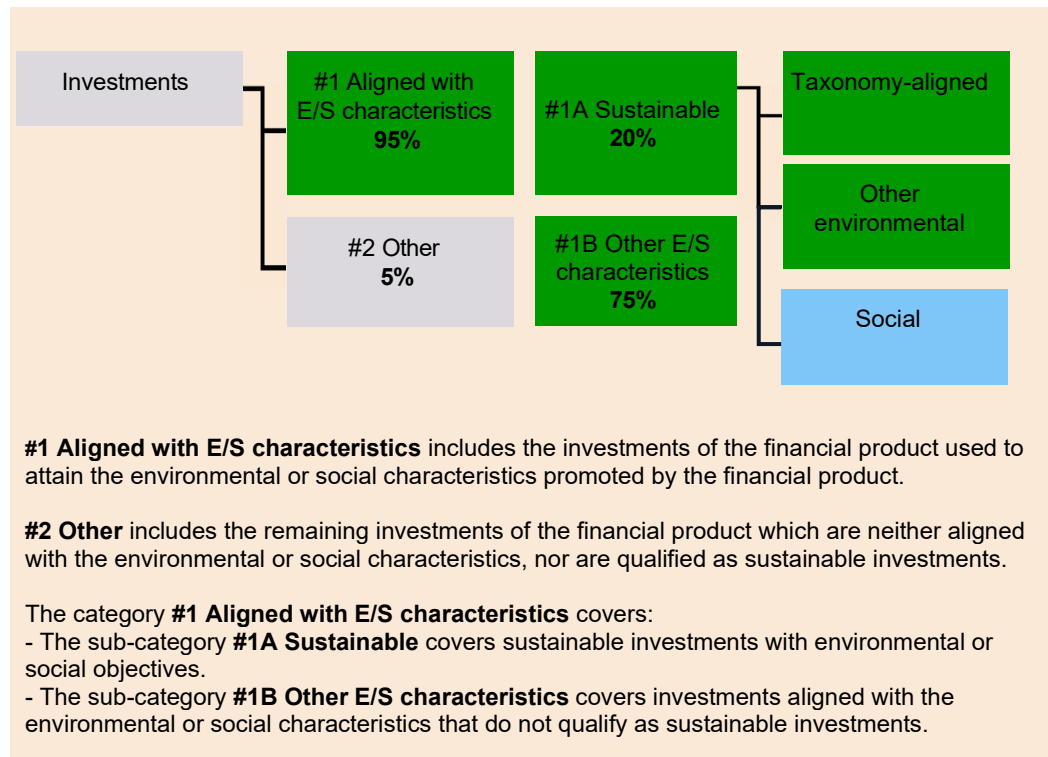 Investments
#1 Aligned with
E/S characteristics
95%
#2 Other
5%
#1A Sustainable
20%
#1B Other E/S
characteristics
75%
Taxonomy-aligned
Other
environmental
Social
#1 Aligned with E/S characteristics includes the investments of the financial product used to
attain the environmental or social characteristics promoted by the financial product.
#2 Other includes the remaining investments of the financial product which are neither aligned
with the environmental or social characteristics, nor are qualified as sustainable investments.
The category #1 Aligned with E/S characteristics covers:
- The sub-category #1A Sustainable covers sustainable investments with environmental or
social objectives.
- The sub-category #1B Other E/S characteristics covers investments aligned with the
environmental or social characteristics that do not qualify as sustainable investments.